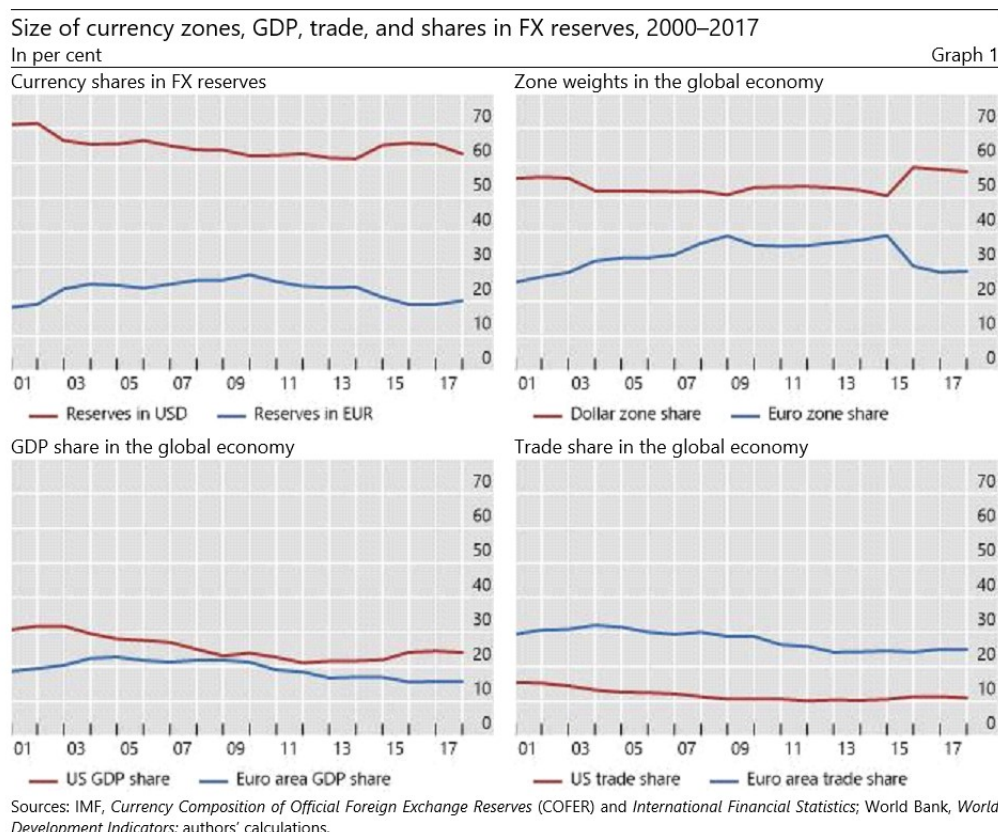 Size of currency zones, GDP, trade, and shares in FX reserves, 2000–2017
In per cent
Graph 1
Currency shares in FX reserves
70
60
50
40
30
20
10
0
01 03 05 07 09 11 13 15 17
Reserves in USD Reserves in EUR
Zone weights in the global economy
70
60
50
40
30
20
10
0
01 03 05 07 09 11 13 15 17
Dollar zone share Euro zone share
GDP share in the global economy
70
60
50
40
30
20
10
0
01 03 05 07 09 11 13 15 17
US GDP share Euro area GDP share
Trade share in the global economy
70
60
50
40
30
20
10
0
01 03 05 07 09 11 13 15 17
US trade share Euro area trade share
Sources: IMF, Currency Composition of Official Foreign Exchange Reserves (COFER) and International Financial Statistics; World Bank, World
Development Indicators; authors' calculations.